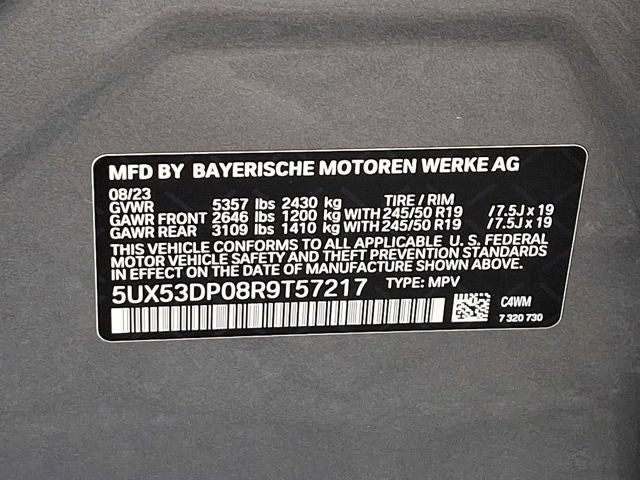 MFD BY BAYERISCHE MOTOREN WERKE AG
08/23 TIRE / RIM
GVWR 5357 lbs 2430 kg
GAWR FRONT 2646 lbs 1200 kg WITH 245/50 R19 / 7.5J x 19
GAWR REAR 3109 lbs 1410 kg WITH 245/50 R19 / 7.5J x 19
THIS VEHICLE CONFORMS TO ALL APPLICABLE U. S. FEDERAL
MOTOR VEHICLE SAFETY AND THEFT PREVENTION STANDARDS
IN EFFECT ON THE DATE OF MANUFACTURE SHOWN ABOVE.
5UX53DP08R9T57217 TYPE: MPV
C4WM
7 320 730